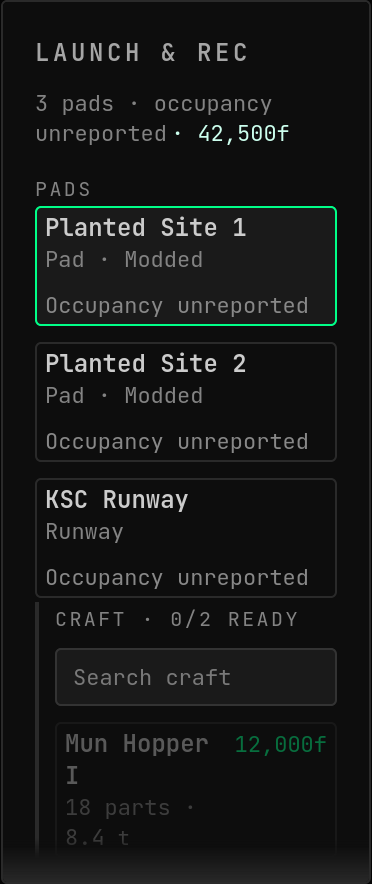 LAUNCH & REC
3 pads · occupancy
unreported · 42,500f
PADS
Planted Site 1
Pad · Modded
Occupancy unreported
Planted Site 2
Pad · Modded
Occupancy unreported
KSC Runway
Runway
Occupancy unreported
CRAFT · 0/2 READY
Search craft
Mun Hopper 12,000f
I
18 parts ·
8.4 t